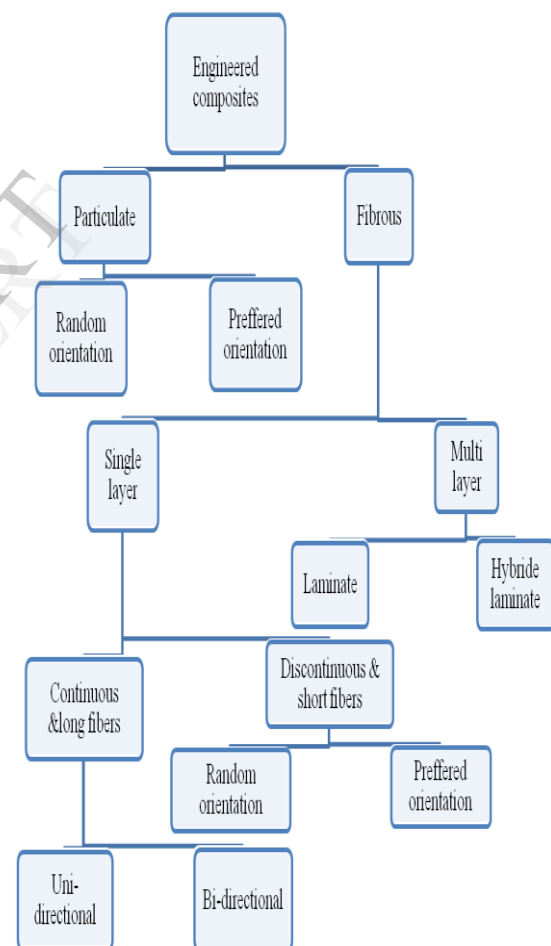 Engineered
composites
Particulate
Fibrous
Random
orientation
Preffered
orientation
Single
layer
Multi
layer
Laminate
Hybride
laminate
Continuous
&long fibers
Discontinuous &
short fibers
Random
orientation
Preffered
orientation
Uni-
directional
Bi-directional